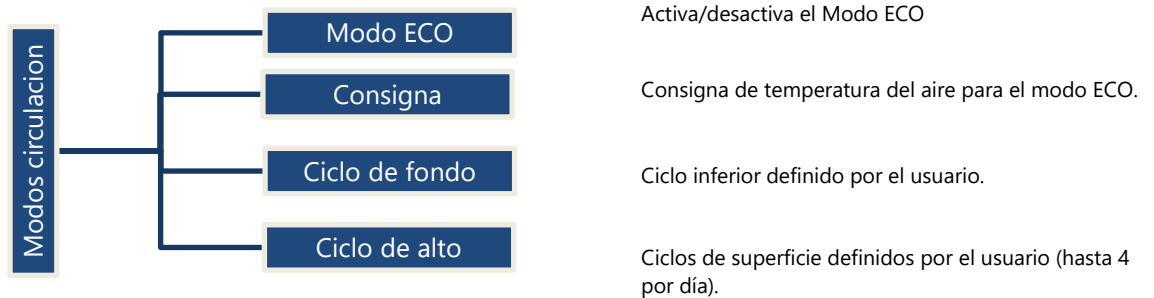 Modos circulacion
Modo ECO
Activa/desactiva el Modo ECO
Consigna
Consigna de temperatura del aire para el modo ECO.
Ciclo de fondo
Ciclo inferior definido por el usuario.
Ciclo de alto
Ciclos de superficie definidos por el usuario (hasta 4
por día).